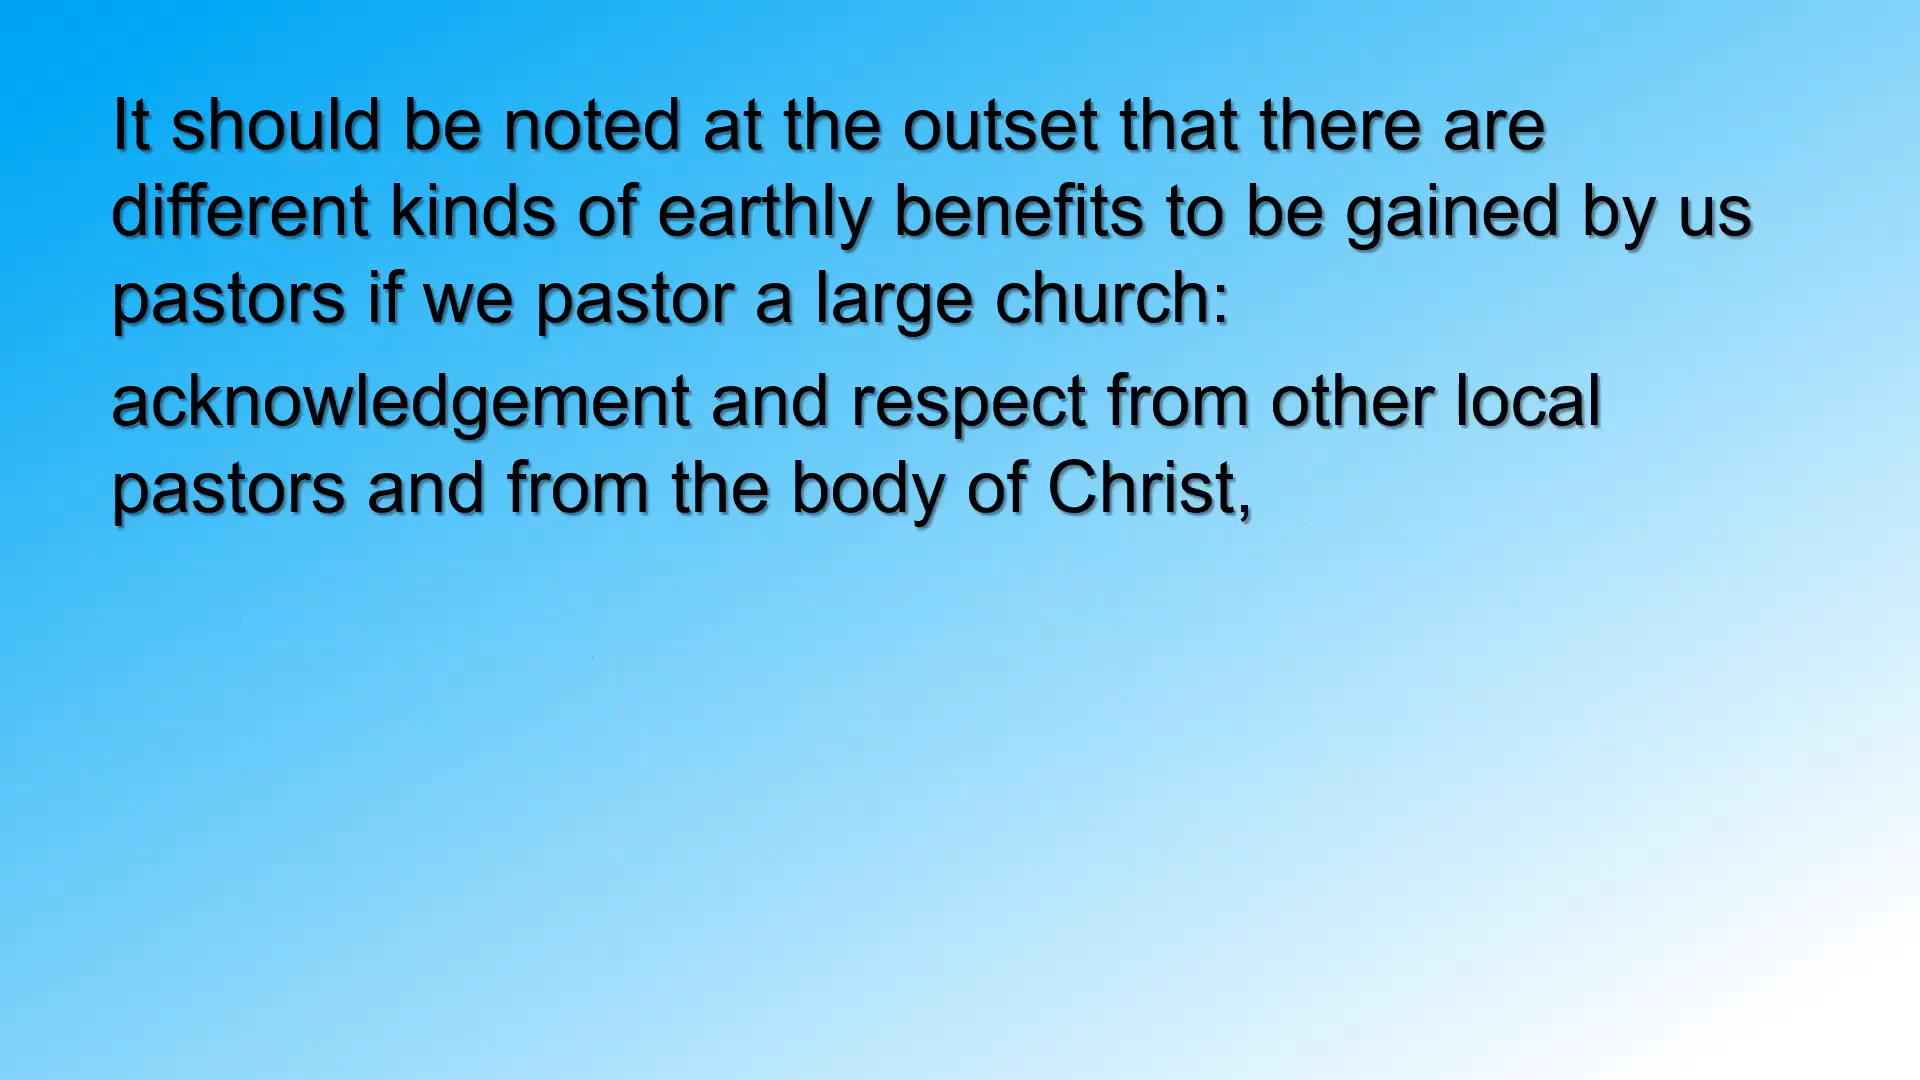 It should be noted at the outset that there are
different kinds of earthly benefits to be gained by us
pastors if we pastor a large church:
acknowledgement and respect from other local
pastors and from the body of Christ,